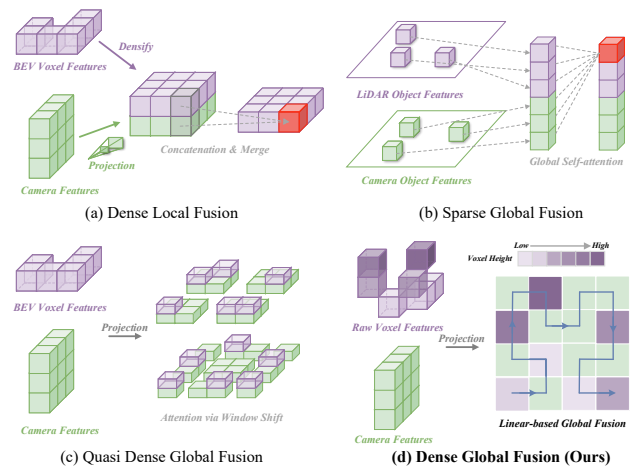 BEV Voxel Features
Densify
Camera Features
Projection
Concatenation & Merge
(a) Dense Local Fusion
LiDAR Object Features
Camera Object Features
Global Self-attention
(b) Sparse Global Fusion
BEV Voxel Features
Projection
Camera Features
Attention via Window Shift
(c) Quasi Dense Global Fusion
Low
High
Voxel Height
Raw Voxel Features
Projection
Camera Features
Linear-based Global Fusion
(d) Dense Global Fusion (Ours)